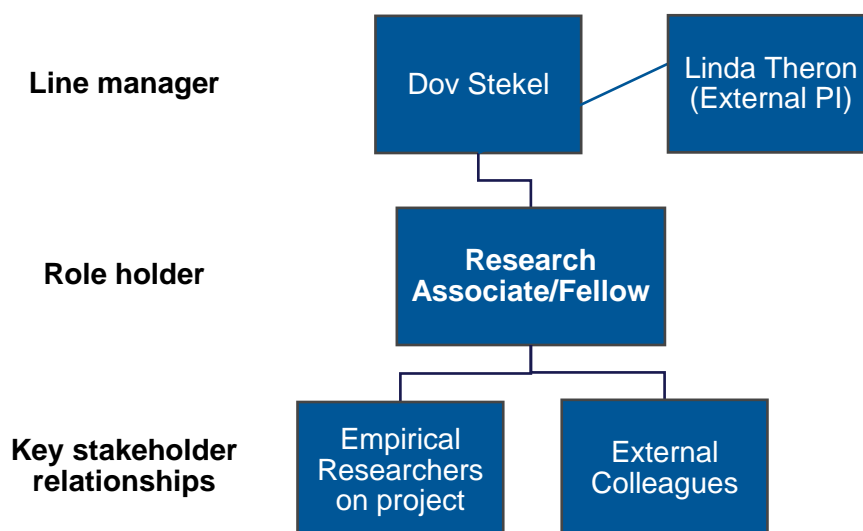 Line manager
Dov Stekel
Linda Theron
(External PI)
Role holder
Research
Associate/Fellow
Key stakeholder
relationships
Empirical
Researchers
on project
External
Colleagues